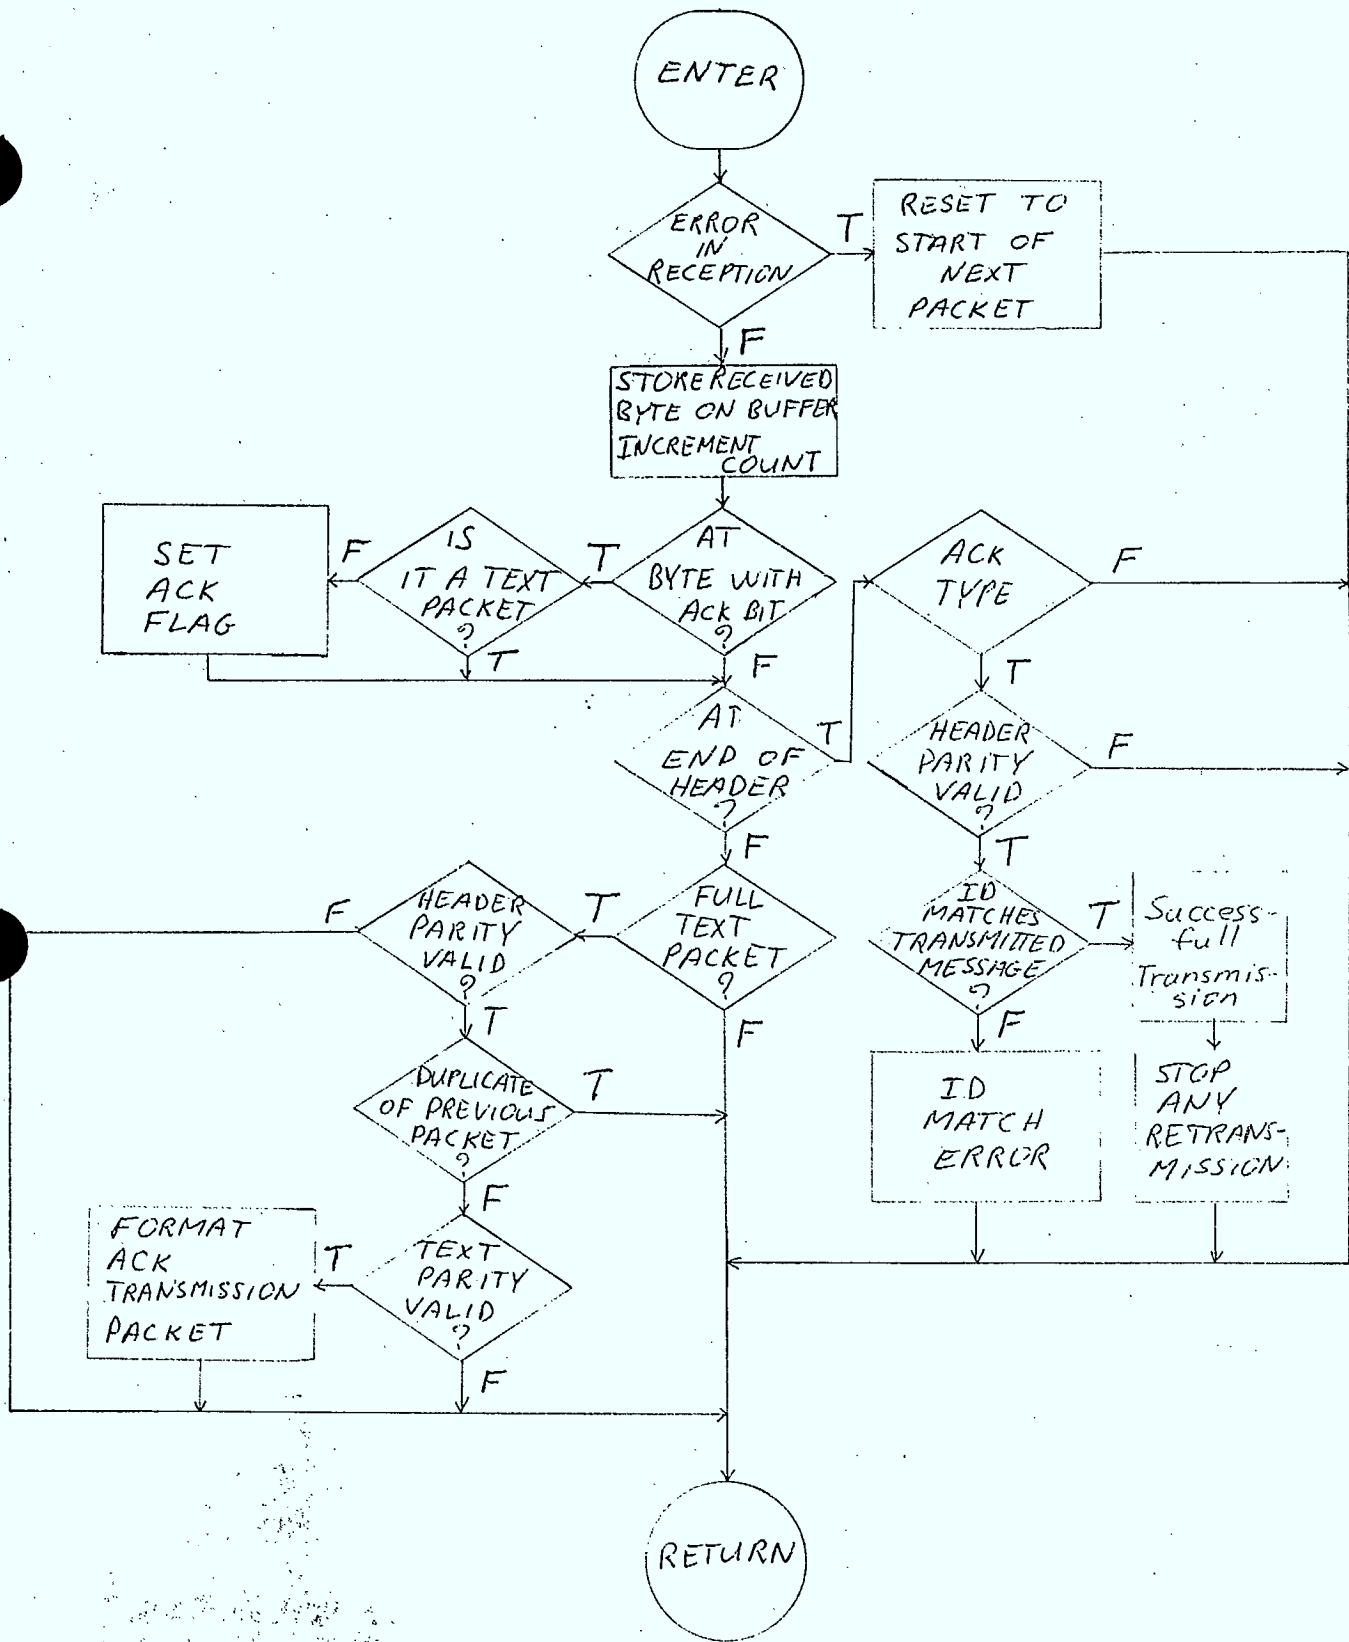 ENTER
ERROR
IN
RECEPTION
T
RESET TO
START OF
NEXT
PACKET
F
STORE RECEIVED
BYTE ON BUFFER
INCREMENT
COUNT
SET
ACK
FLAG
F
IS
IT A TEXT
PACKET
?
T
T
AT
BYTE WITH
ACK BIT
?
F
ACK
TYPE
F
T
AT
END OF
HEADER
?
T
F
HEADER
PARITY
VALID
?
F
T
F
HEADER
PARITY
VALID
?
T
T
FULL
TEXT
PACKET
?
F
ID
MATCHES
TRANSMITTED
MESSAGE
?
T
F
Success-
full
Transmis-
sion
DUPLICATE
OF PREVIOUS
PACKET
?
T
F
ID
MATCH
ERROR
STOP
ANY
RETRANS-
MISSION
FORMAT
ACK
TRANSMISSION
PACKET
T
TEXT
PARITY
VALID
?
F
RETURN